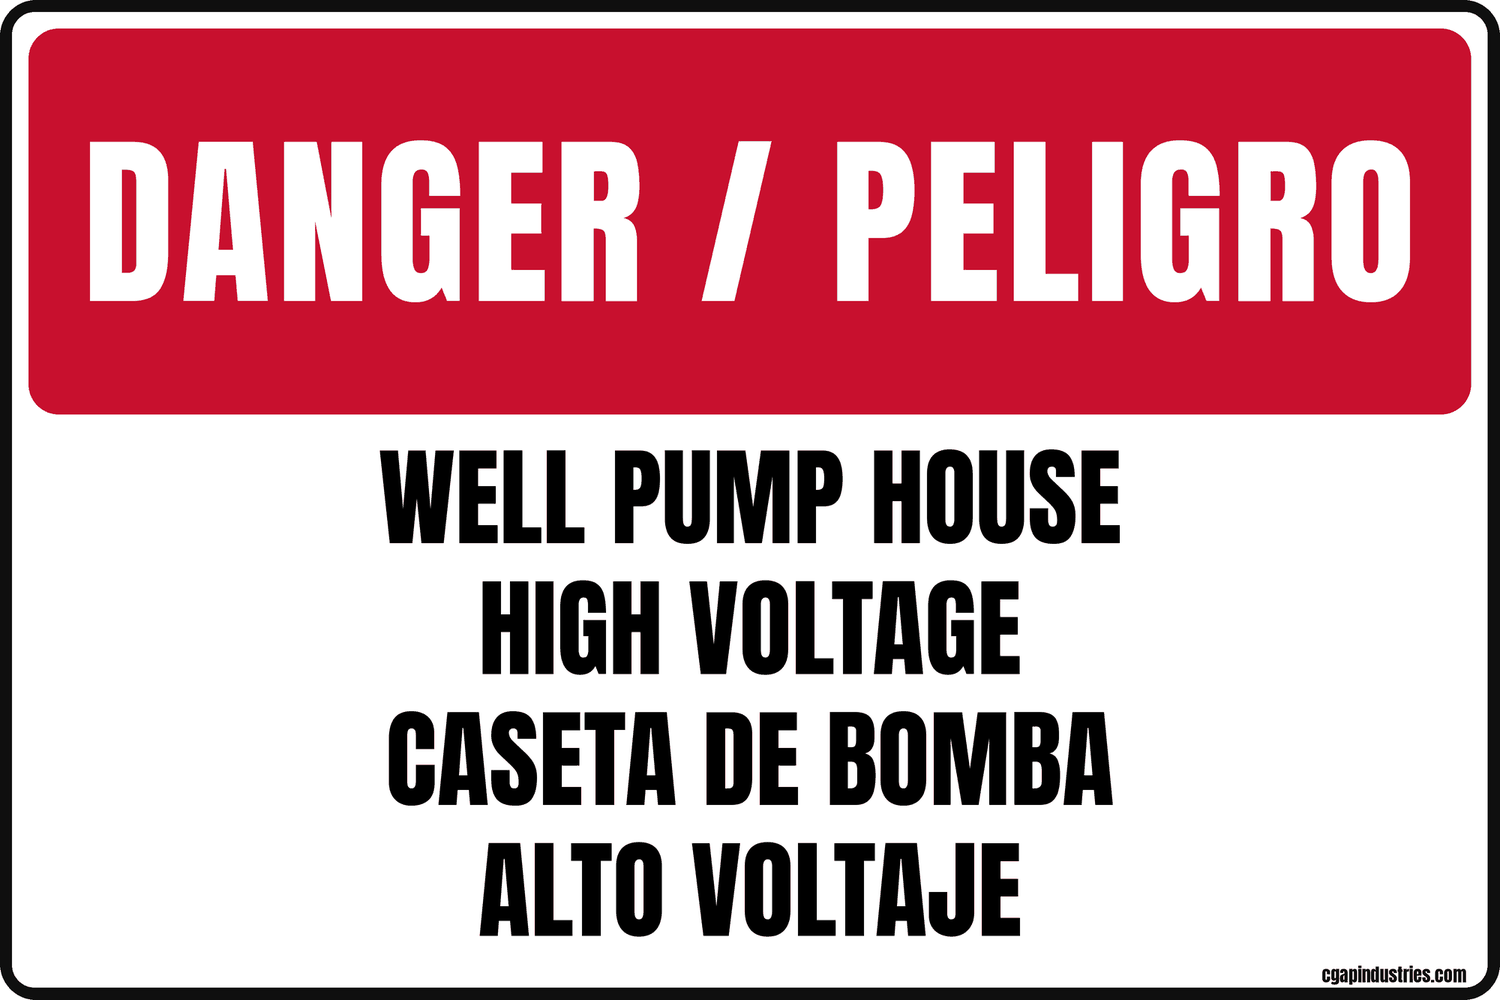 DANGER / PELIGRO
WELL PUMP HOUSE
HIGH VOLTAGE
CASETA DE BOMBA
ALTO VOLTAJE
cgapindustries.com